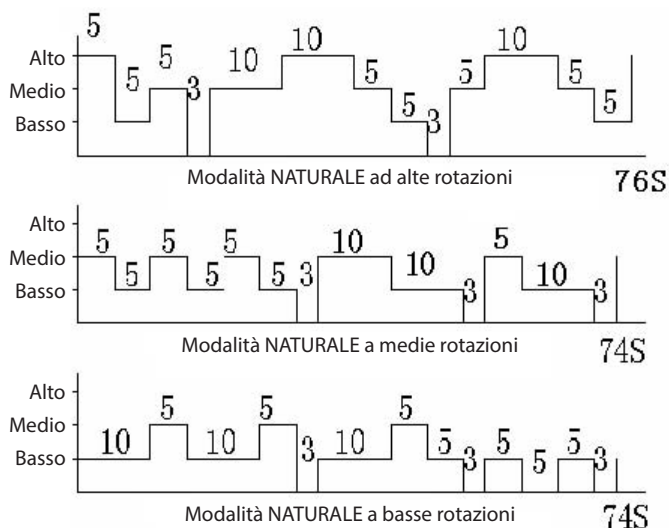 5 5 5 3 10 10 5 5 3 5 10 5 5
Alto
Medio
Basso
Modalità NATURALE ad alte rotazioni 76S
5 5 5 5 5 5 3 10 10 3 5 10 3
Alto
Medio
Basso
Modalità NATURALE a medie rotazioni 74S
10 5 10 5 3 10 5 5 3 5 5 5 3
Alto
Medio
Basso
Modalità NATURALE a basse rotazioni 74S